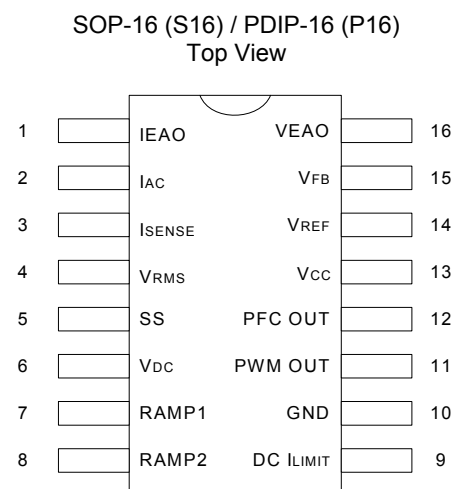 SOP-16 (S16) / PDIP-16 (P16)
Top View
1 IEAO VEAO 16
2 IAC VFB 15
3 ISENSE VREF 14
4 VRMS VCC 13
5 SS PFC OUT 12
6 VDC PWM OUT 11
7 RAMP1 GND 10
8 RAMP2 DC ILIMIT 9